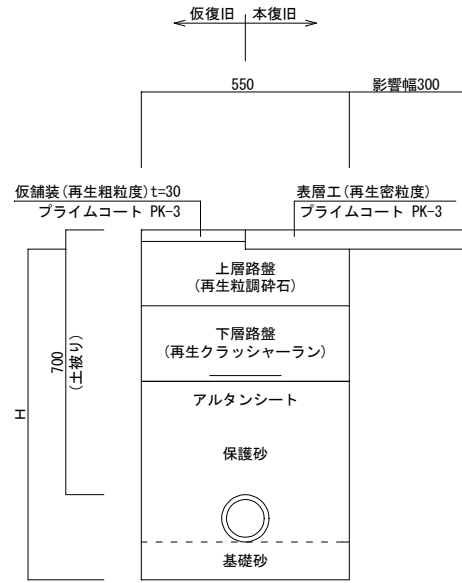 仮復旧 本復旧
550 影響幅300
仮舗装(再生粗粒度)t=30
プライムコート PK-3
表層工(再生密粒度)
プライムコート PK-3
上層路盤
(再生粒調砕石)
下層路盤
(再生クラッシャーラン)
アルタンシート
700
(土被り)
H
保護砂
基礎砂